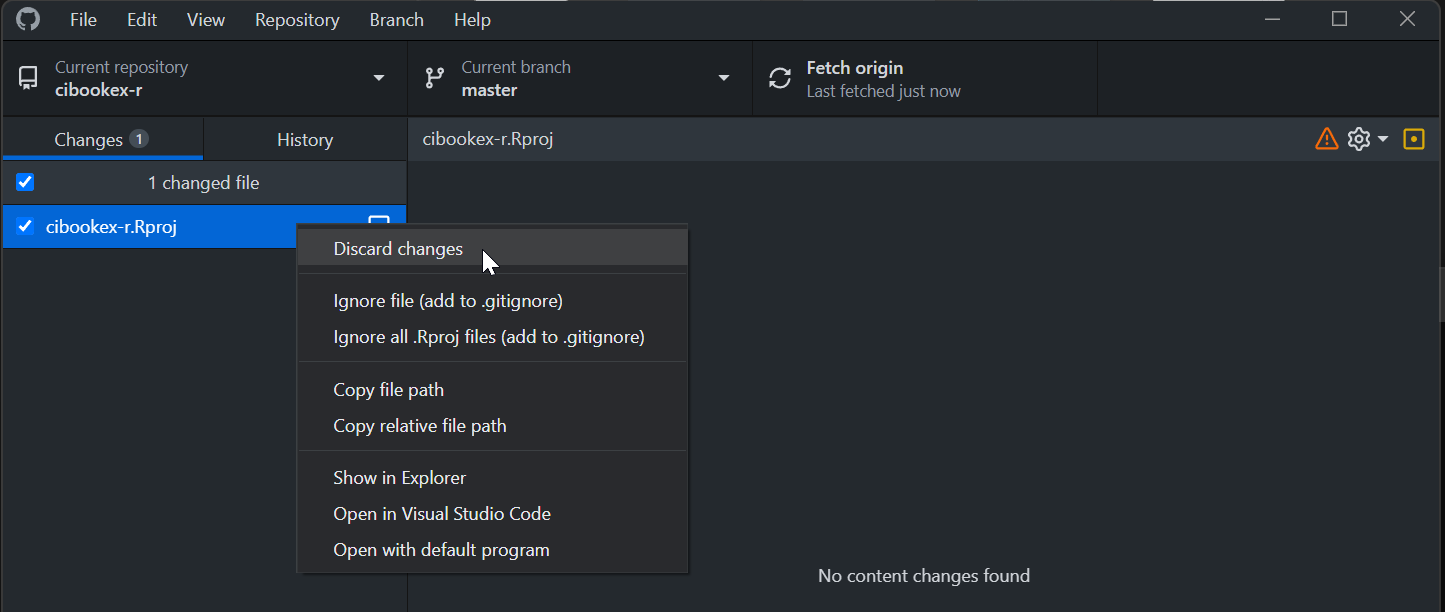 File Edit View Repository Branch Help
Current repository
cibookex-r
Current branch
master
Fetch origin
Last fetched just now
Changes 1
History
cibookex-r.Rproj
1 changed file
cibookex-r.Rproj
Discard changes
Ignore file (add to .gitignore)
Ignore all .Rproj files (add to .gitignore)
Copy file path
Copy relative file path
Show in Explorer
Open in Visual Studio Code
Open with default program
No content changes found